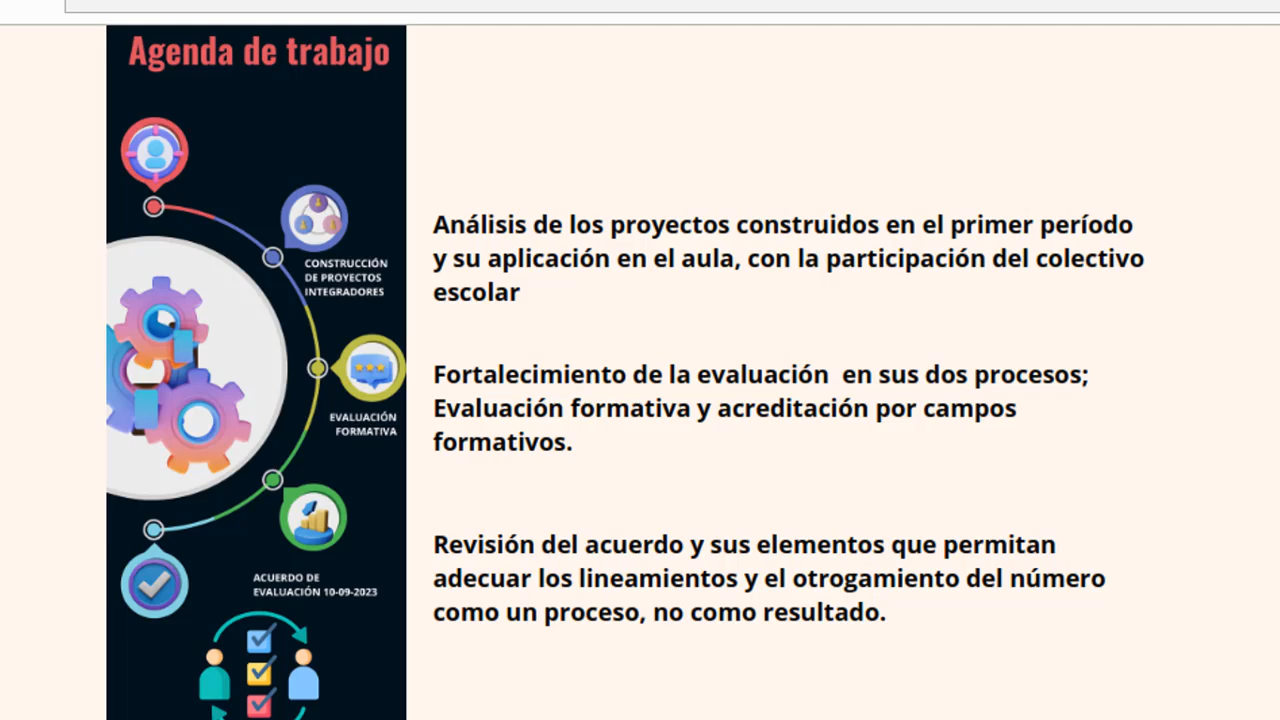 Agenda de trabajo
CONSTRUCCIÓN
DE PROYECTOS
INTEGRADORES
EVALUACIÓN
FORMATIVA
ACUERDO DE
EVALUACIÓN 10-09-2023
Análisis de los proyectos construidos en el primer período
y su aplicación en el aula, con la participación del colectivo
escolar
Fortalecimiento de la evaluación en sus dos procesos;
Evaluación formativa y acreditación por campos
formativos.
Revisión del acuerdo y sus elementos que permitan
adecuar los lineamientos y el otrogamiento del número
como un proceso, no como resultado.